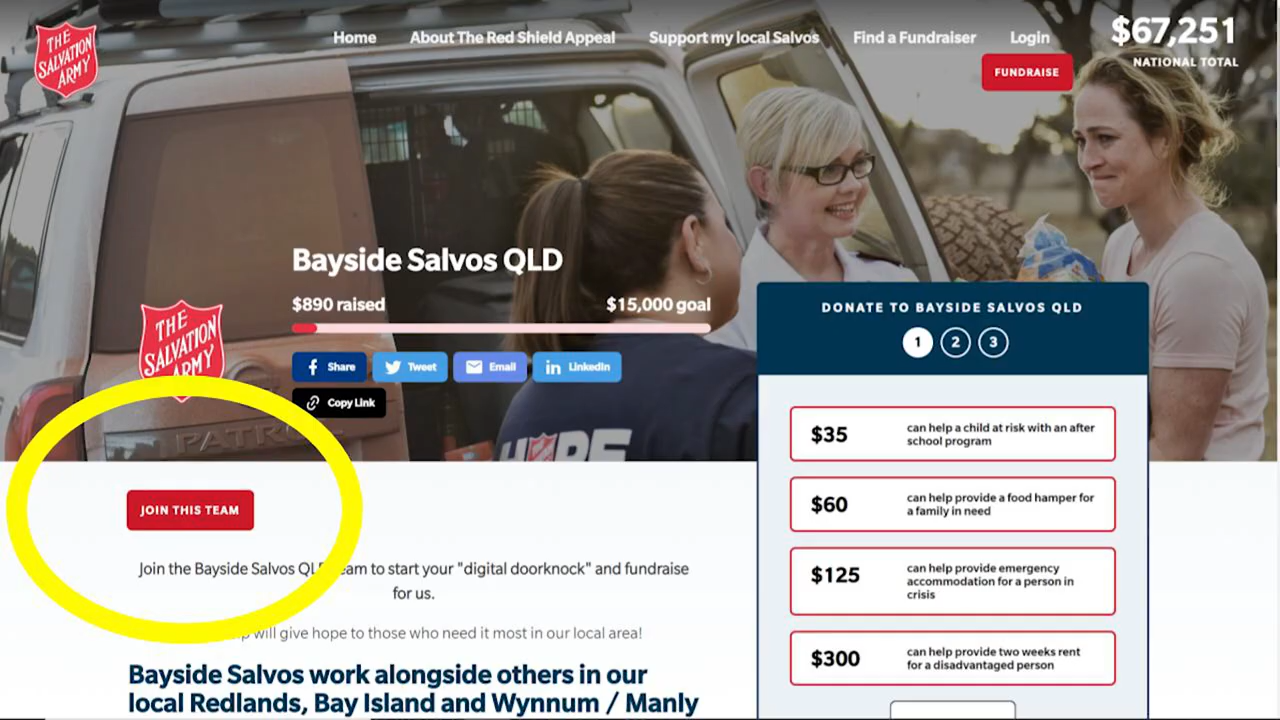 THE
SALVATION
ARMY
Home
About The Red Shield Appeal
Support my local Salvos
Find a Fundraiser
Login
FUNDRAISE
$67,251
NATIONAL TOTAL
Bayside Salvos QLD
$890 raised
$15,000 goal
THE
SALVATION
ARMY
Share
Tweet
Email
LinkedIn
Copy Link
PATROL
HOPE
DONATE TO BAYSIDE SALVOS QLD
1 2 3
$35
can help a child at risk with an after
school program
$60
can help provide a food hamper for
a family in need
$125
can help provide emergency
accommodation for a person in
crisis
$300
can help provide two weeks rent
for a disadvantaged person
JOIN THIS TEAM
Join the Bayside Salvos team to start your "digital doorknock" and fundraise
for us.
will give hope to those who need it most in our local area!
Bayside Salvos work alongside others in our
local Redlands, Bay Island and Wynnum / Manly